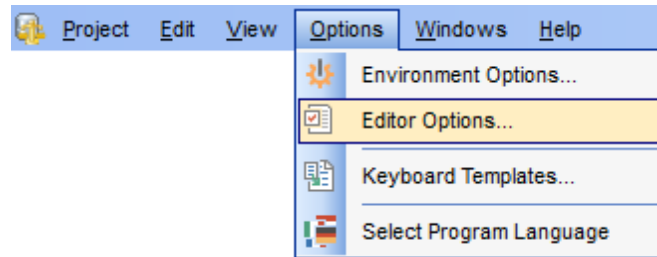 Project Edit View Options Windows Help
Environment Options...
Editor Options...
Keyboard Templates...
Select Program Language